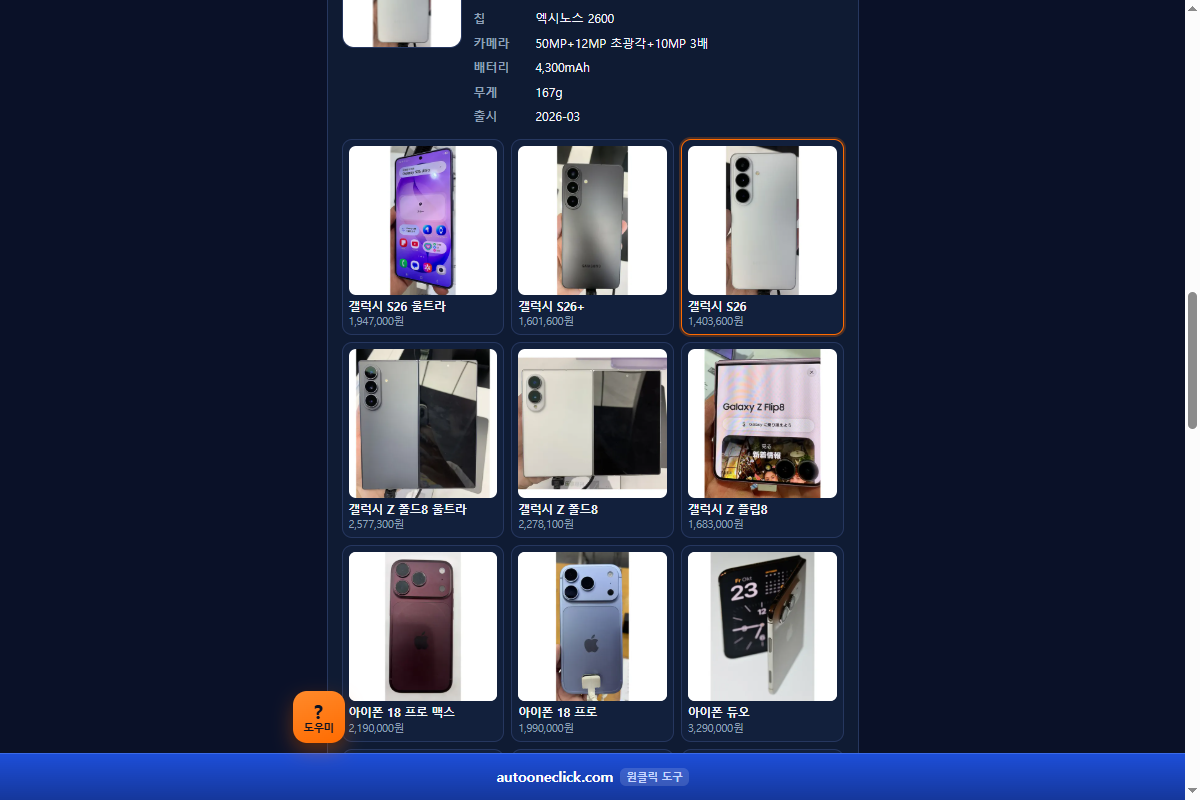 칩 엑시노스 2600
카메라 50MP+12MP 초광각+10MP 3배
배터리 4,300mAh
무게 167g
출시 2026-03
갤럭시 S26 울트라
1,947,000원
갤럭시 S26+
1,601,600원
갤럭시 S26
1,403,600원
Galaxy Z Flip8
新着情報
갤럭시 Z 폴드8 울트라
2,577,300원
갤럭시 Z 폴드8
2,278,100원
갤럭시 Z 플립8
1,683,000원
Fr Okt
23
12
아이폰 18 프로 맥스
2,190,000원
아이폰 18 프로
1,990,000원
아이폰 듀오
3,290,000원
?
도우미
autooneclick.com 원클릭 도구